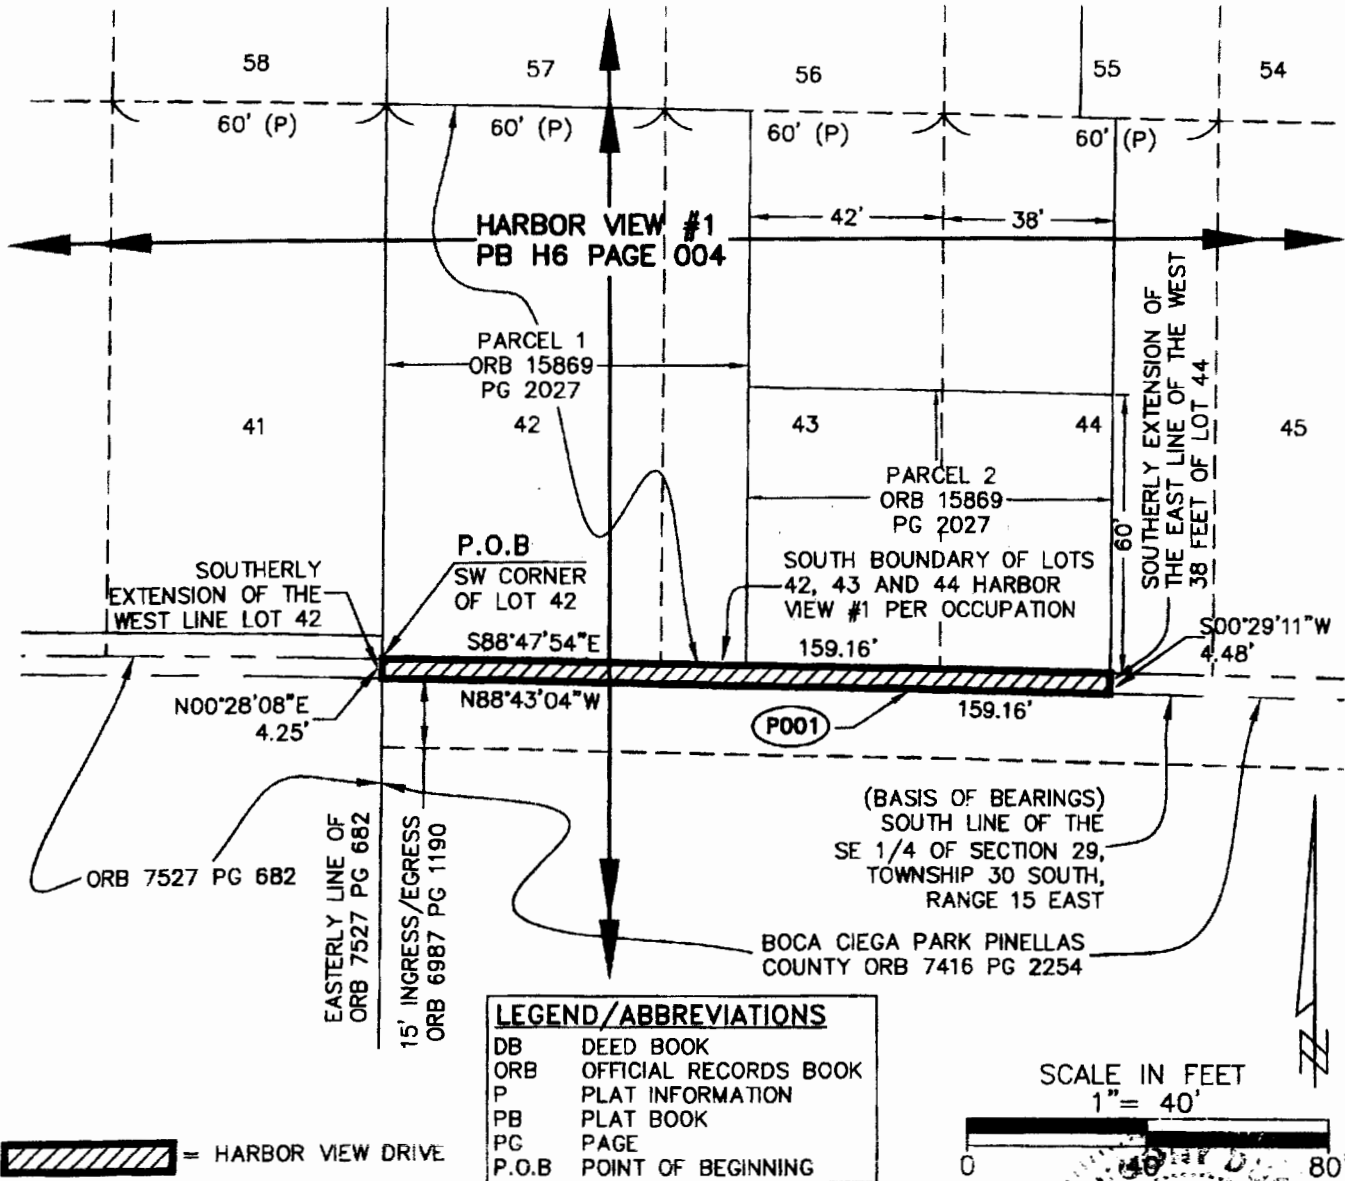 58
57
56
55
54
60' (P)
60' (P)
60' (P)
60' (P)
42'
38'
HARBOR VIEW #1
PB H6 PAGE 004
PARCEL 1
ORB 15869
PG 2027
SOUTHERLY EXTENSION OF
THE EAST LINE OF THE WEST
38 FEET OF LOT 44
41
42
43
44
45
PARCEL 2
ORB 15869
PG 2027
60'
P.O.B
SW CORNER
OF LOT 42
SOUTHERLY
EXTENSION OF THE
WEST LINE LOT 42
SOUTH BOUNDARY OF LOTS
42, 43 AND 44 HARBOR
VIEW #1 PER OCCUPATION
S88°47'54"E
159.16'
S00°29'11"W
4.48'
N00°28'08"E
4.25'
N88°43'04"W
159.16'
P001
(BASIS OF BEARINGS)
SOUTH LINE OF THE
SE 1/4 OF SECTION 29,
TOWNSHIP 30 SOUTH,
RANGE 15 EAST
ORB 7527 PG 682
EASTERLY LINE OF
ORB 7527 PG 682
15' INGRESS/EGRESS
ORB 6987 PG 1190
BOCA CIEGA PARK PINELLAS
COUNTY ORB 7416 PG 2254
LEGEND/ABBREVIATIONS
DB DEED BOOK
ORB OFFICIAL RECORDS BOOK
P PLAT INFORMATION
PB PLAT BOOK
PG PAGE
P.O.B POINT OF BEGINNING
= HARBOR VIEW DRIVE
N
SCALE IN FEET
1"= 40'
0 40 80'